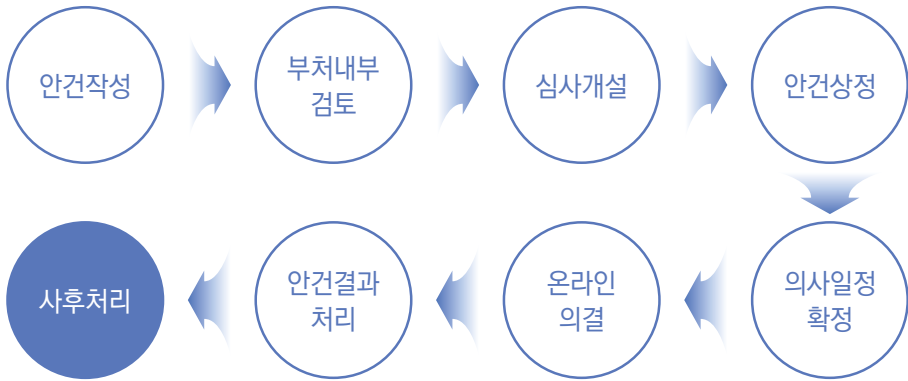 안건작성
부처내부
검토
심사개설
안건상정
의사일정
확정
온라인
의결
안건결과
처리
사후처리